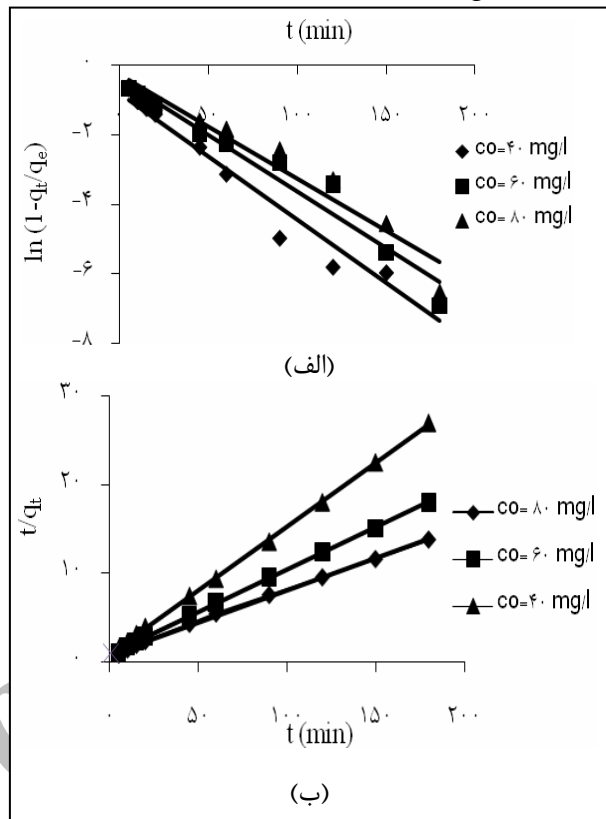 t (min)
۰ ۵۰ ۱۰۰ ۱۵۰ ۲۰۰
۰
-۲
-۴
-۶
-۸
ln (1-qt/qe)
co=۴۰ mg/l
co=۶۰ mg/l
co=۸۰ mg/l
(الف)
۳۰
۲۰
۱۰
۰
t/qt
co=۸۰ mg/l
co=۶۰ mg/l
co=۴۰ mg/l
۰ ۵۰ ۱۰۰ ۱۵۰ ۲۰۰
t (min)
(ب)